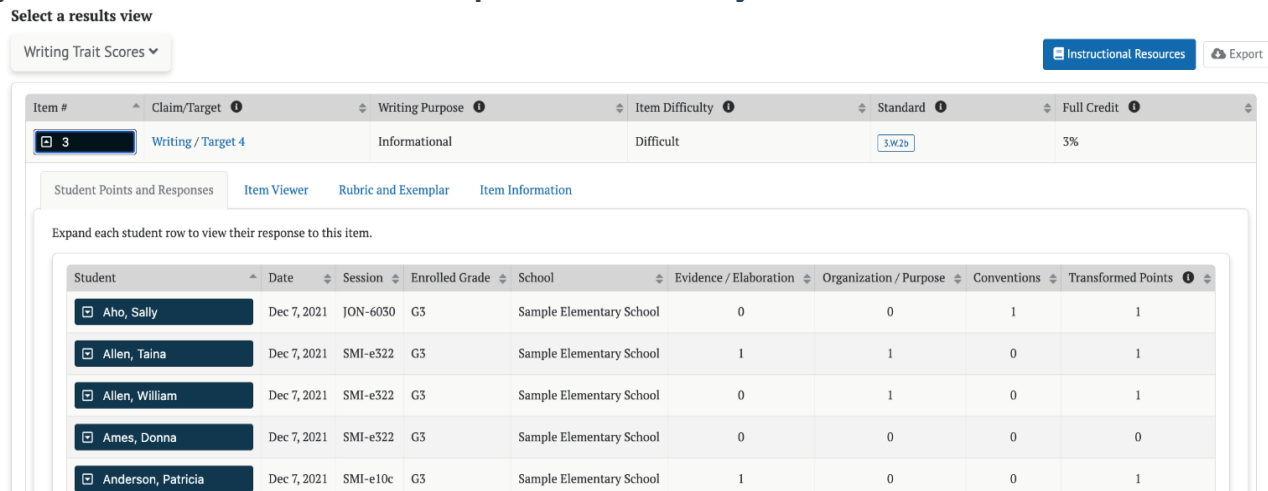 Select a results view
Writing Trait Scores
Instructional Resources
Export
Item # Claim/Target Writing Purpose Item Difficulty Standard Full Credit
3 Writing / Target 4 Informational Difficult 3.W.2b 3%
Student Points and Responses Item Viewer Rubric and Exemplar Item Information
Expand each student row to view their response to this item.
Student Date Session Enrolled Grade School Evidence / Elaboration Organization / Purpose Conventions Transformed Points
Aho, Sally Dec 7, 2021 JON-6030 G3 Sample Elementary School 0 0 1 1
Allen, Taina Dec 7, 2021 SMI-e322 G3 Sample Elementary School 1 1 0 1
Allen, William Dec 7, 2021 SMI-e322 G3 Sample Elementary School 0 1 0 1
Ames, Donna Dec 7, 2021 SMI-e322 G3 Sample Elementary School 0 0 0 0
Anderson, Patricia Dec 7, 2021 SMI-e10c G3 Sample Elementary School 1 0 0 1